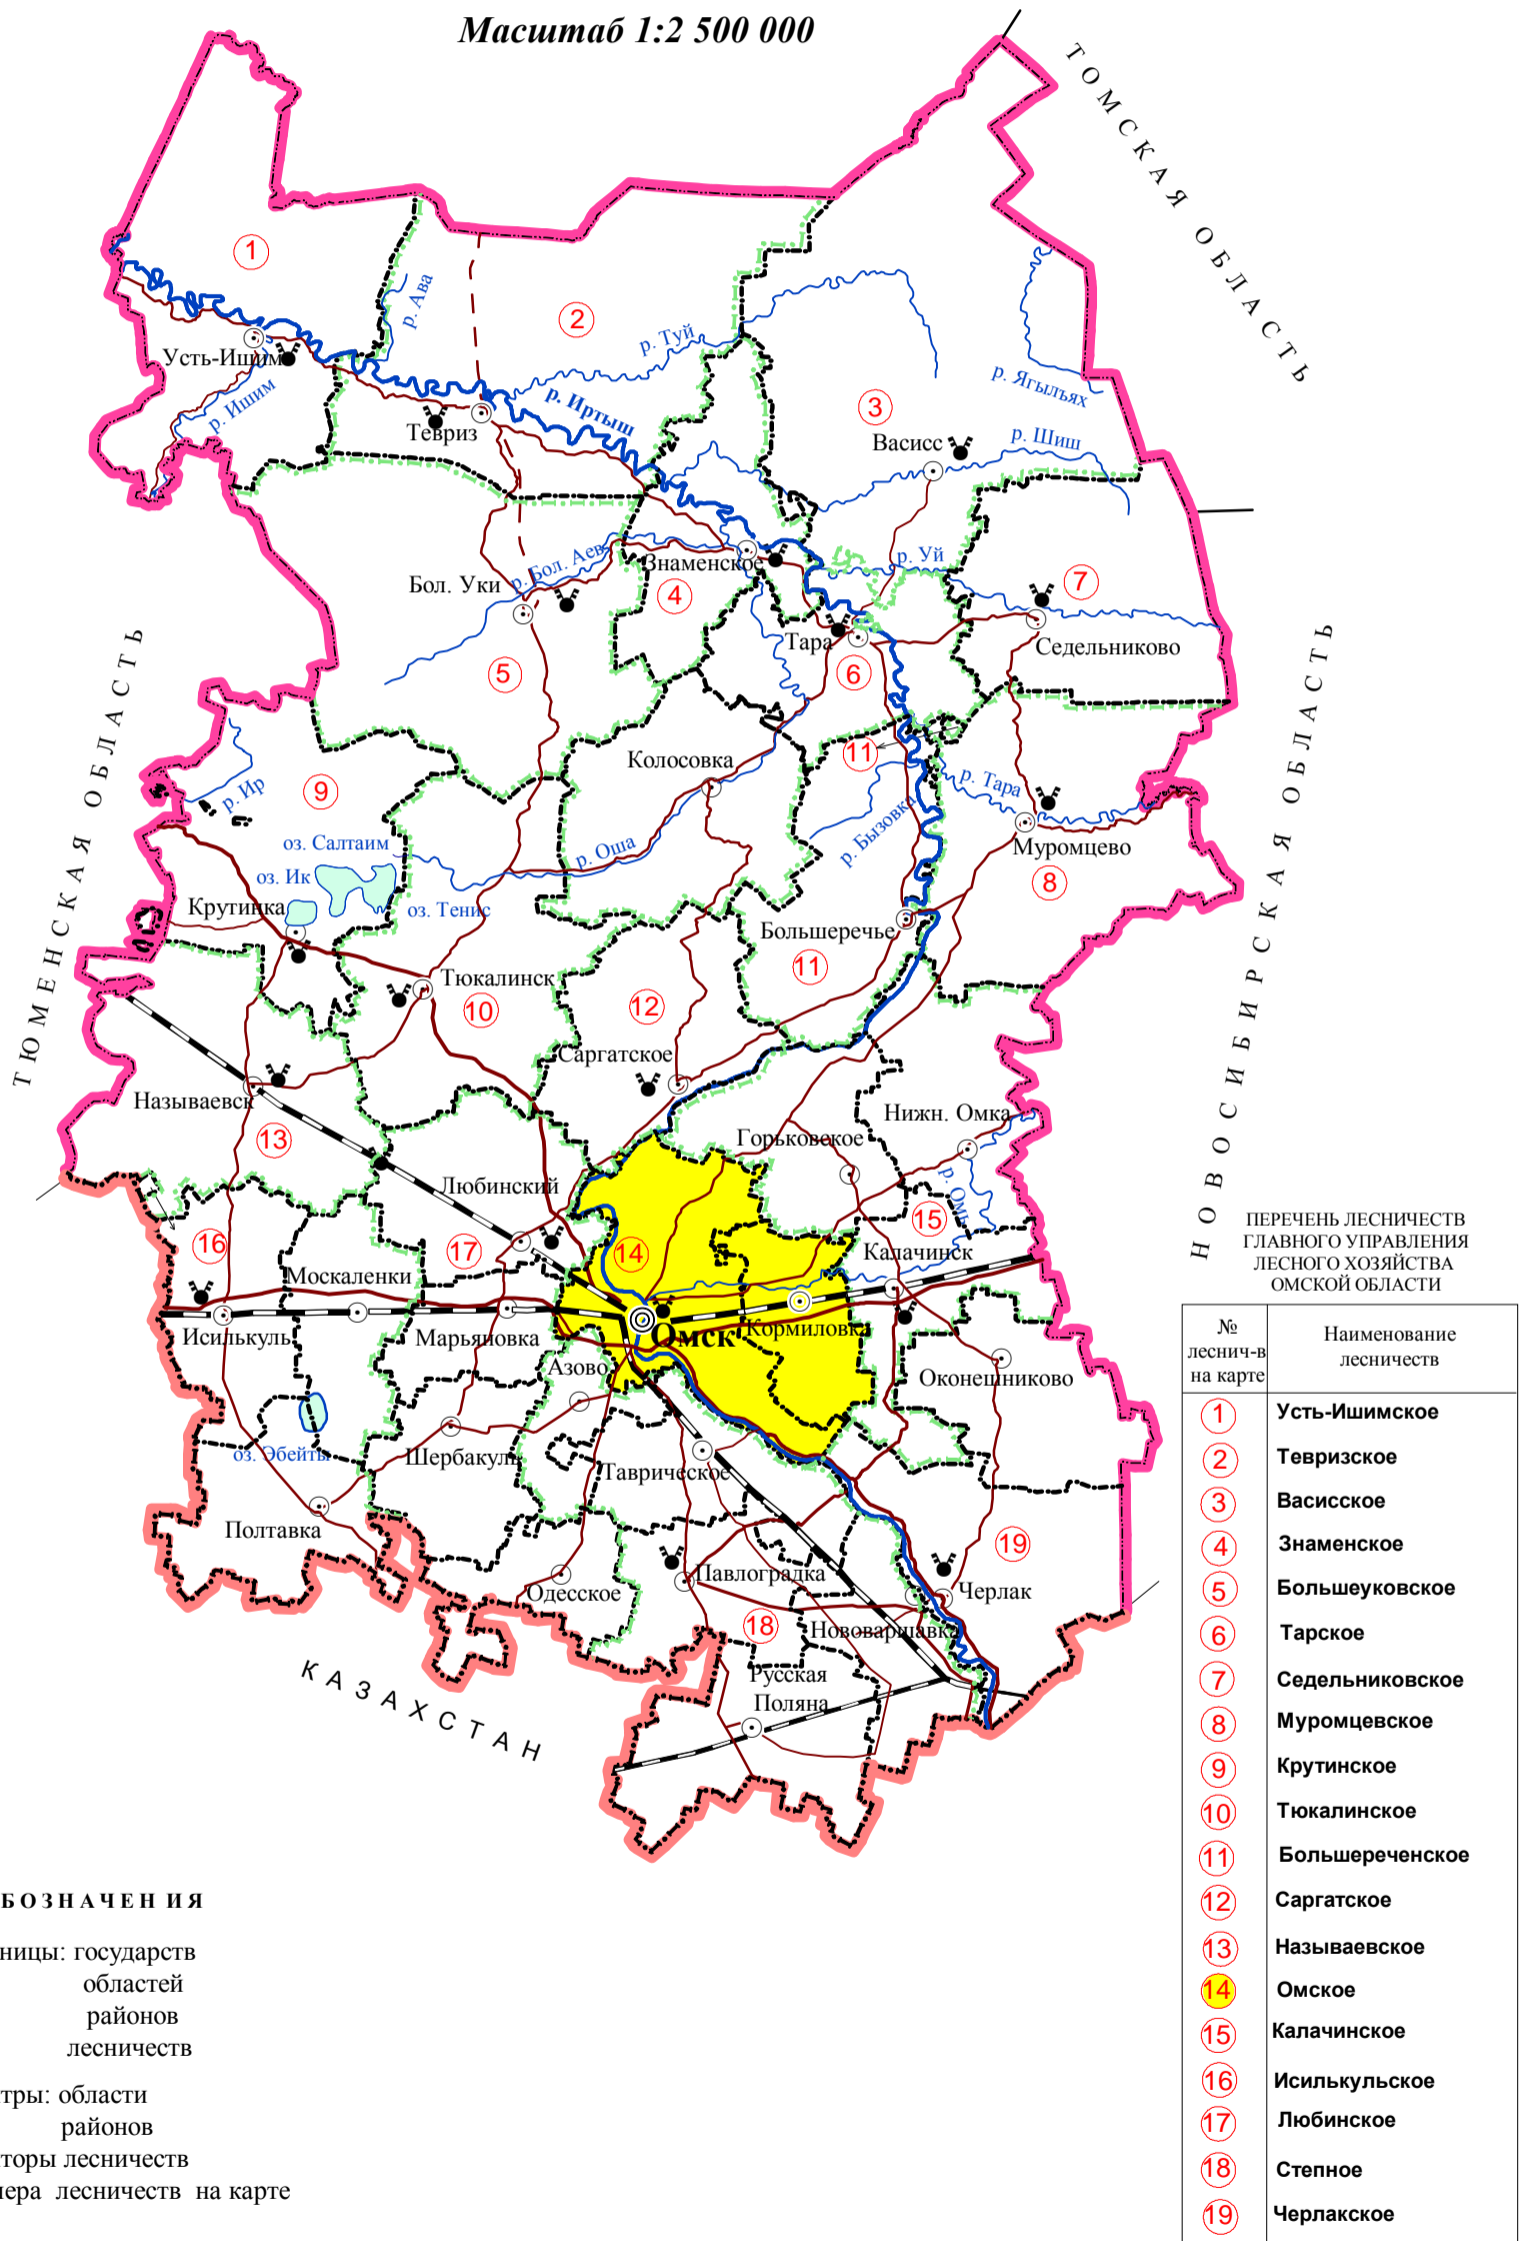 Масштаб 1:2 500 000
ТОМСКАЯ ОБЛАСТЬ
1
р. Ава
2
р. Туй
Усть-Ишим
р. Ишим
р. Ягыльях
р. Иртыш
3
Тевриз
Васисс
р. Шиш
Знаменское
р. Уй
Бол. Уки
р. Бол. Аев
4
7
Тара
Седельниково
5
6
ТЮМЕНСКАЯ ОБЛАСТЬ
НОВОСИБИРСКАЯ ОБЛАСТЬ
11
Колосовка
р. Ир
9
р. Тара
р. Бызовка
оз. Салтаим
р. Оша
Муромцево
оз. Ик
8
Крутинка
оз. Тенис
Большеречье
11
Тюкалинск
10
12
Саргатское
Называевск
Нижн. Омка
13
Горьковское
Любинский
р. Омь
15
16
17
14
Калачинск
Москаленки
Исилькуль
Марьяновка
Омск
Кормиловка
Азово
Оконешниково
оз. Эбейты
Шербакуль
Таврическое
Полтавка
19
Павлоградка
Одесское
Черлак
18
Нововаршавка
Русская
Поляна
КАЗАХСТАН
ПЕРЕЧЕНЬ ЛЕСНИЧЕСТВ
ГЛАВНОГО УПРАВЛЕНИЯ
ЛЕСНОГО ХОЗЯЙСТВА
ОМСКОЙ ОБЛАСТИ
№ леснич-в на карте Наименование лесничеств
1 Усть-Ишимское
2 Тевризское
3 Васисское
4 Знаменское
5 Большеуковское
6 Тарское
7 Седельниковское
8 Муромцевское
9 Крутинское
10 Тюкалинское
11 Большереченское
12 Саргатское
13 Называевское
14 Омское
15 Калачинское
16 Исилькульское
17 Любинское
18 Степное
19 Черлакское
БОЗНАЧЕНИЯ
ницы: государств
областей
районов
лесничеств
тры: области
районов
торы лесничеств
мера лесничеств на карте